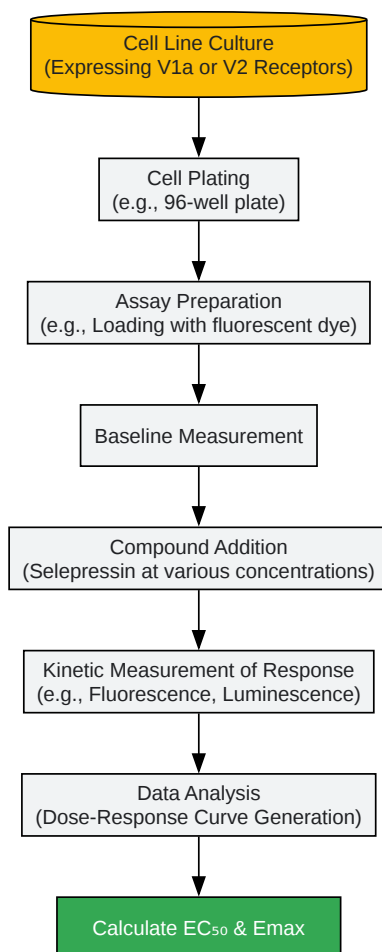 Cell Line Culture
(Expressing V1a or V2 Receptors)
Cell Plating
(e.g., 96-well plate)
Assay Preparation
(e.g., Loading with fluorescent dye)
Baseline Measurement
Compound Addition
(Selepressin at various concentrations)
Kinetic Measurement of Response
(e.g., Fluorescence, Luminescence)
Data Analysis
(Dose-Response Curve Generation)
Calculate EC₅₀ & Emax